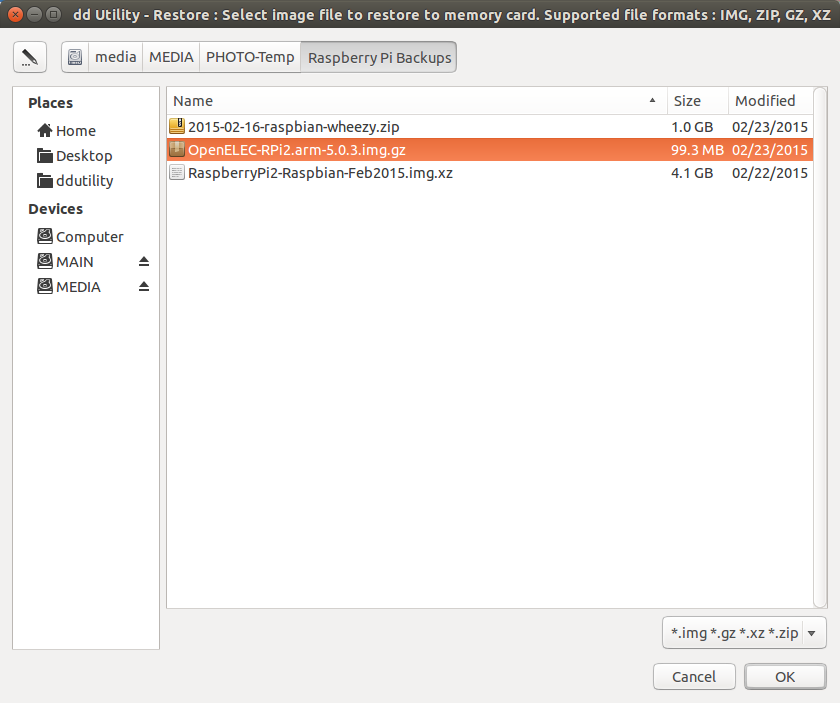 dd Utility - Restore : Select image file to restore to memory card. Supported file formats : IMG, ZIP, GZ, XZ
media MEDIA PHOTO-Temp Raspberry Pi Backups
Places
Home
Desktop
ddutility
Devices
Computer
MAIN
MEDIA
Name Size Modified
2015-02-16-raspbian-wheezy.zip 1.0 GB 02/23/2015
OpenELEC-RPi2.arm-5.0.3.img.gz 99.3 MB 02/23/2015
RaspberryPi2-Raspbian-Feb2015.img.xz 4.1 GB 02/22/2015
*.img *.gz *.xz *.zip
Cancel OK